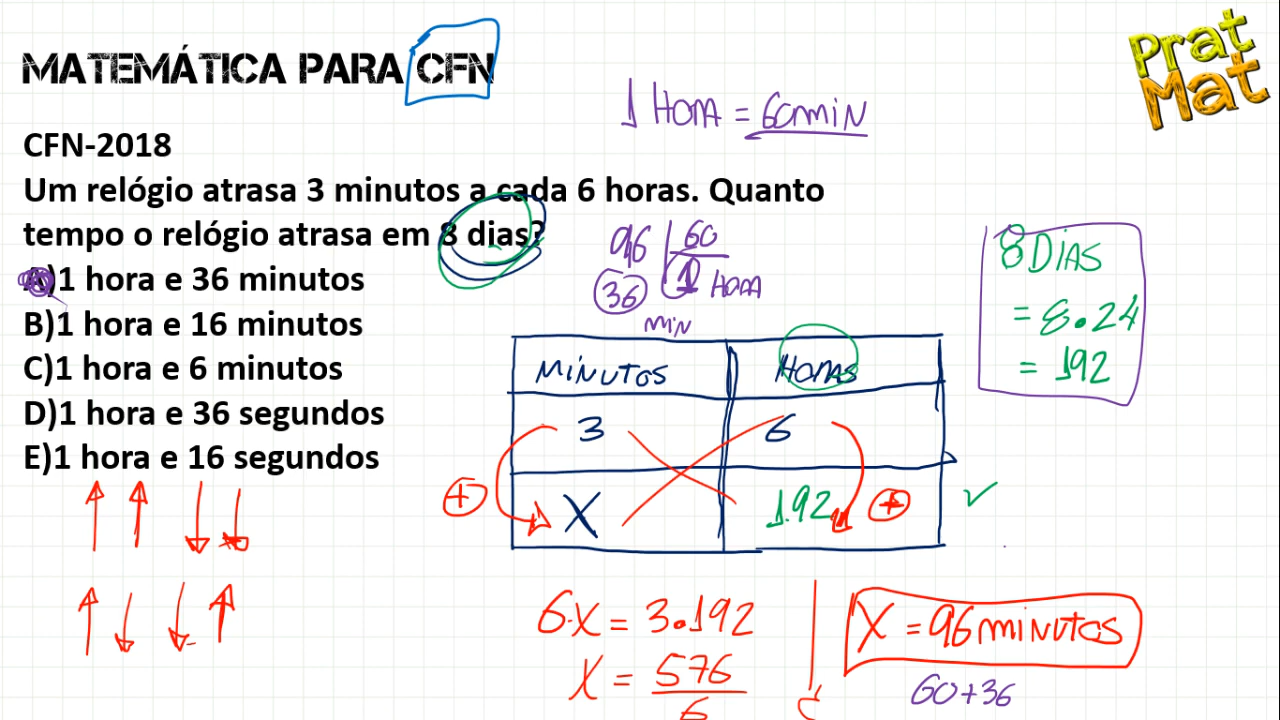 MATEMÁTICA PARA CFN
Prat
Mat
1 HORA = 60 MIN
CFN-2018
Um relógio atrasa 3 minutos a cada 6 horas. Quanto
tempo o relógio atrasa em 8 dias?
A)1 hora e 36 minutos
B)1 hora e 16 minutos
C)1 hora e 6 minutos
D)1 hora e 36 segundos
E)1 hora e 16 segundos
96 60
36 1 HORA
MIN
8 DIAS
= 8.24
= 192
MINUTOS HORAS
3 6
+ X 192 + ✓
6.X = 3.192
X = 576
6
X = 96 MINUTOS
60+36